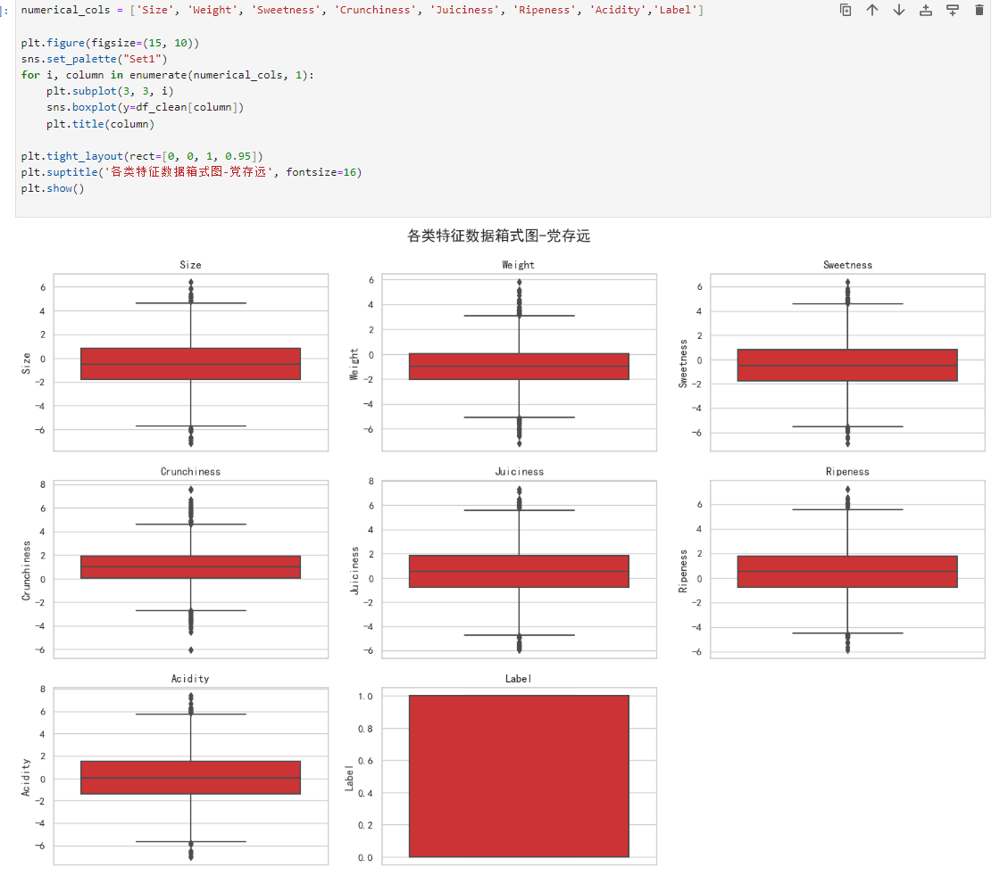 ]: numerical_cols = ['Size', 'Weight', 'Sweetness', 'Crunchiness', 'Juiciness', 'Ripeness', 'Acidity','Label']
plt.figure(figsize=(15, 10))
sns.set_palette("Set1")
for i, column in enumerate(numerical_cols, 1):
    plt.subplot(3, 3, i)
    sns.boxplot(y=df_clean[column])
    plt.title(column)
plt.tight_layout(rect=[0, 0, 1, 0.95])
plt.suptitle('各类特征数据箱式图-党存远', fontsize=16)
plt.show()
各类特征数据箱式图-党存远
Size
6
4
2
0
−2
−4
−6
Size
Weight
6
4
2
0
−2
−4
−6
Weight
Sweetness
6
4
2
0
−2
−4
−6
Sweetness
Crunchiness
8
6
4
2
0
−2
−4
−6
Crunchiness
Juiciness
8
6
4
2
0
−2
−4
−6
Juiciness
Ripeness
6
4
2
0
−2
−4
−6
Ripeness
Acidity
8
6
4
2
0
−2
−4
−6
Acidity
Label
1.0
0.8
0.6
0.4
0.2
0.0
Label